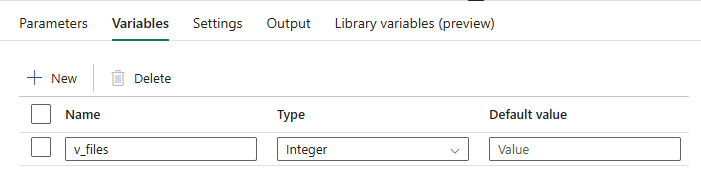 Parameters Variables Settings Output Library variables (preview)
New Delete
Name Type Default value
v_files Integer Value